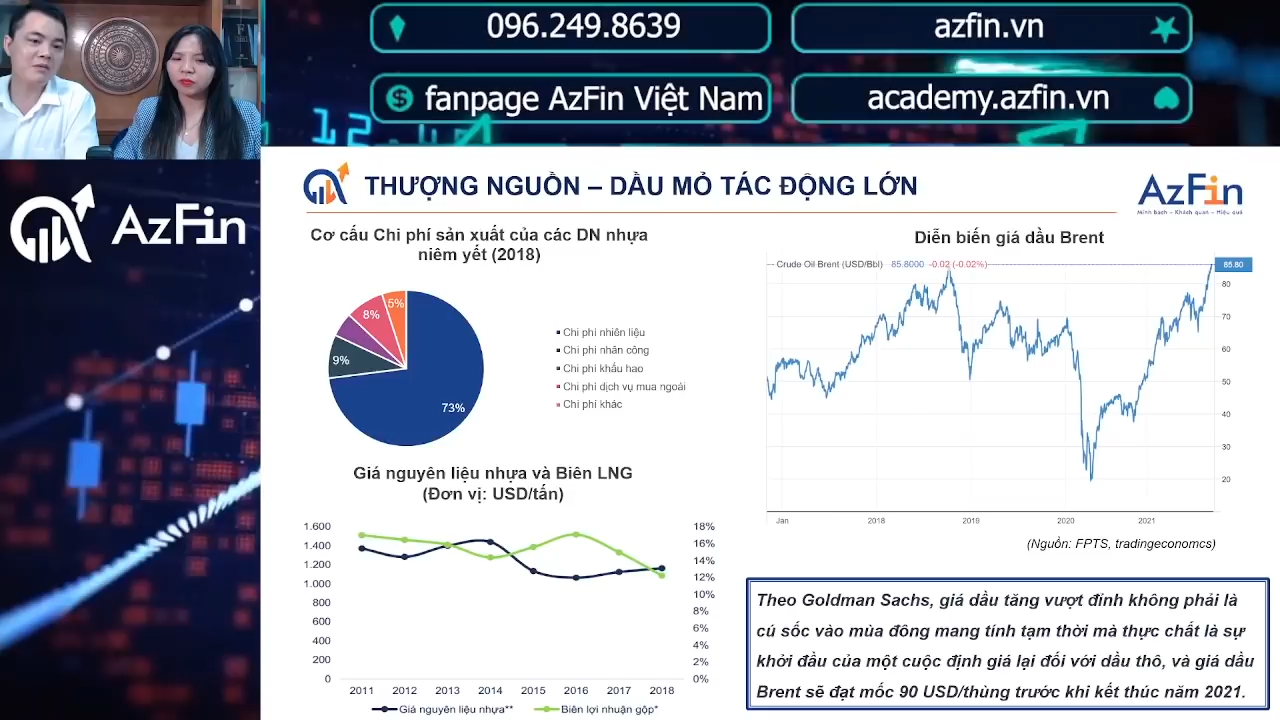 096.249.8639
azfin.vn
fanpage AzFin Việt Nam
academy.azfin.vn
AzFin
THƯỢNG NGUỒN – DẦU MỎ TÁC ĐỘNG LỚN
AzFin
Minh bạch – Khách quan – Hiệu quả
Cơ cấu Chi phí sản xuất của các DN nhựa
niêm yết (2018)
5%
8%
9%
73%
Chi phí nhiên liệu
Chi phí nhân công
Chi phí khấu hao
Chi phí dịch vụ mua ngoài
Chi phí khác
Giá nguyên liệu nhựa và Biên LNG
(Đơn vị: USD/tấn)
1.600
1.400
1.200
1.000
800
600
400
200
0
18%
16%
14%
12%
10%
8%
6%
4%
2%
0%
2011 2012 2013 2014 2015 2016 2017 2018
Giá nguyên liệu nhựa** Biên lợi nhuận gộp*
Diễn biến giá dầu Brent
Crude Oil Brent (USD/Bbl) 85.8000 -0.02 (-0.02%)
85.80
80
70
60
50
40
30
20
Jan 2018 2019 2020 2021
(Nguồn: FPTS, tradingeconomcs)
Theo Goldman Sachs, giá dầu tăng vượt đỉnh không phải là
cú sốc vào mùa đông mang tính tạm thời mà thực chất là sự
khởi đầu của một cuộc định giá lại đối với dầu thô, và giá dầu
Brent sẽ đạt mốc 90 USD/thùng trước khi kết thúc năm 2021.